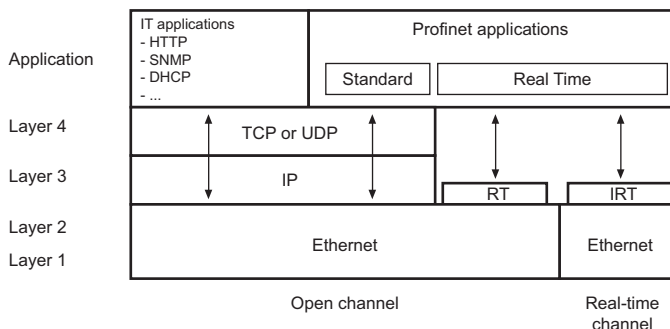 IT applications
- HTTP
- SNMP
- DHCP
- ...
Profinet applications
Application
Standard
Real Time
Layer 4
TCP or UDP
Layer 3
IP
RT
IRT
Layer 2
Ethernet
Ethernet
Layer 1
Open channel
Real-time
channel